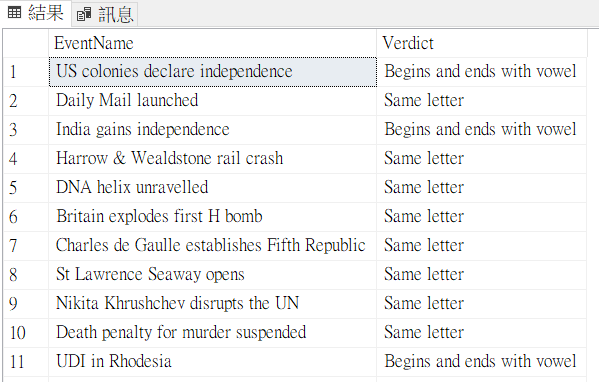 結果 訊息
EventName Verdict
1 US colonies declare independence Begins and ends with vowel
2 Daily Mail launched Same letter
3 India gains independence Begins and ends with vowel
4 Harrow & Wealdstone rail crash Same letter
5 DNA helix unravelled Same letter
6 Britain explodes first H bomb Same letter
7 Charles de Gaulle establishes Fifth Republic Same letter
8 St Lawrence Seaway opens Same letter
9 Nikita Khrushchev disrupts the UN Same letter
10 Death penalty for murder suspended Same letter
11 UDI in Rhodesia Begins and ends with vowel